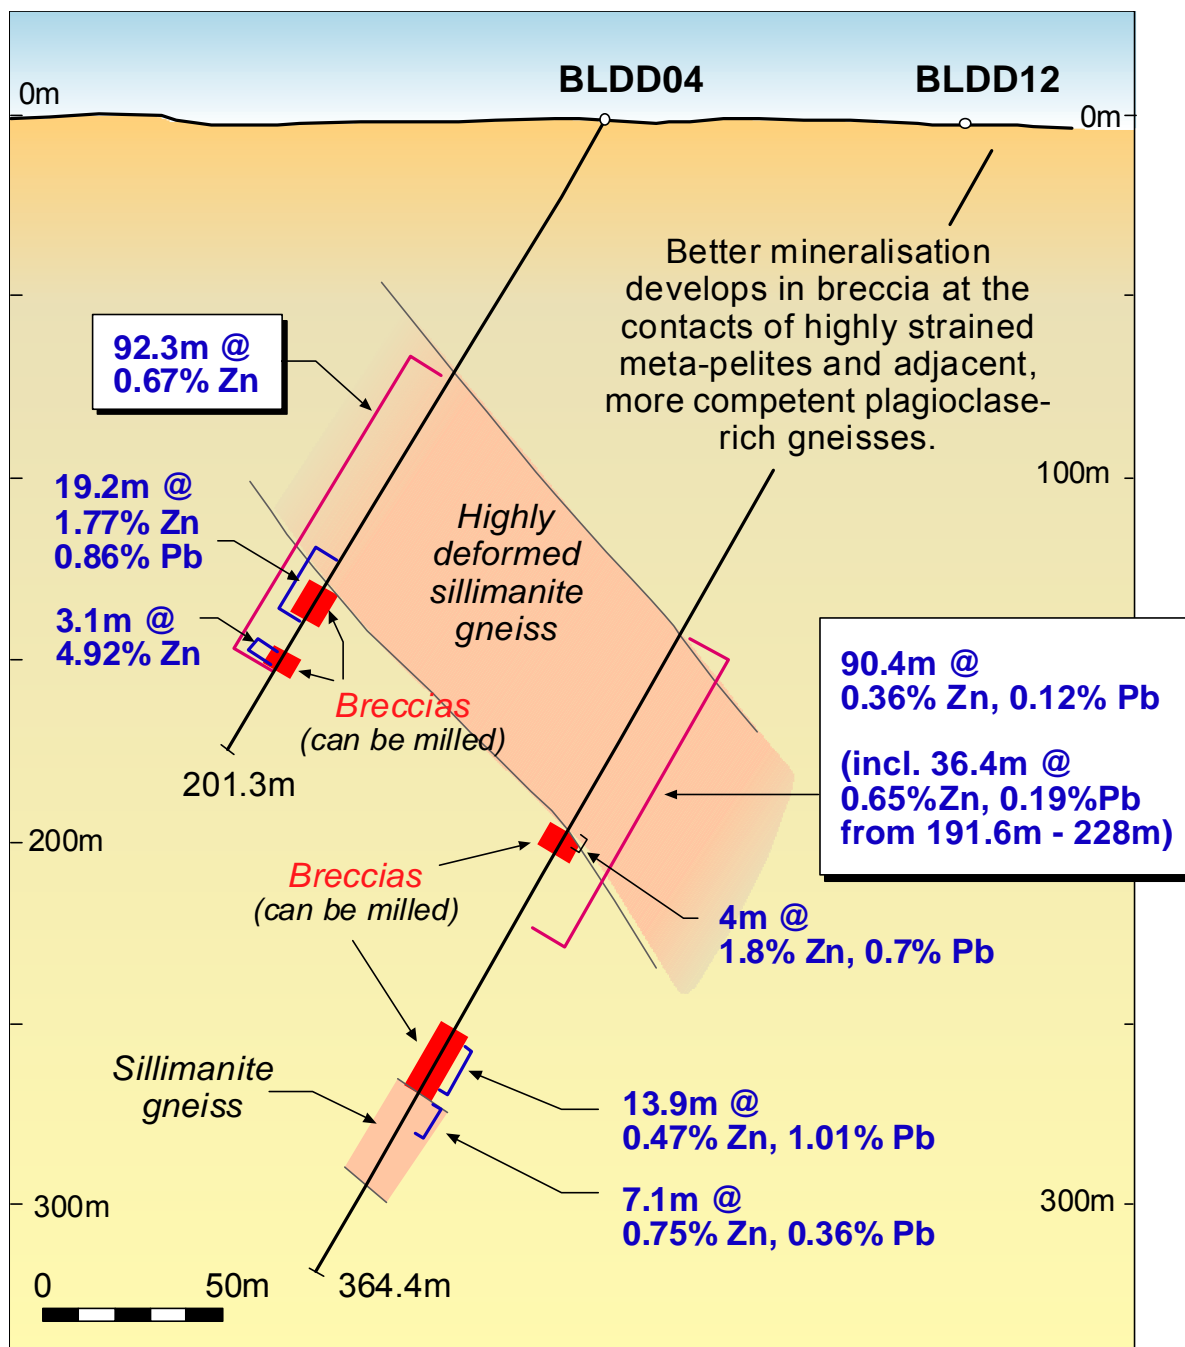 BLDD04
BLDD12
0m
0m
Better mineralisation
develops in breccia at the
contacts of highly strained
meta-pelites and adjacent,
more competent plagioclase-
rich gneisses.
92.3m @
0.67% Zn
100m
19.2m @
1.77% Zn
0.86% Pb
Highly
deformed
sillimanite
gneiss
3.1m @
4.92% Zn
90.4m @
0.36% Zn, 0.12% Pb
(incl. 36.4m @
0.65%Zn, 0.19%Pb
from 191.6m - 228m)
Breccias
(can be milled)
201.3m
200m
Breccias
(can be milled)
4m @
1.8% Zn, 0.7% Pb
Sillimanite
gneiss
13.9m @
0.47% Zn, 1.01% Pb
7.1m @
0.75% Zn, 0.36% Pb
300m
300m
0
50m
364.4m